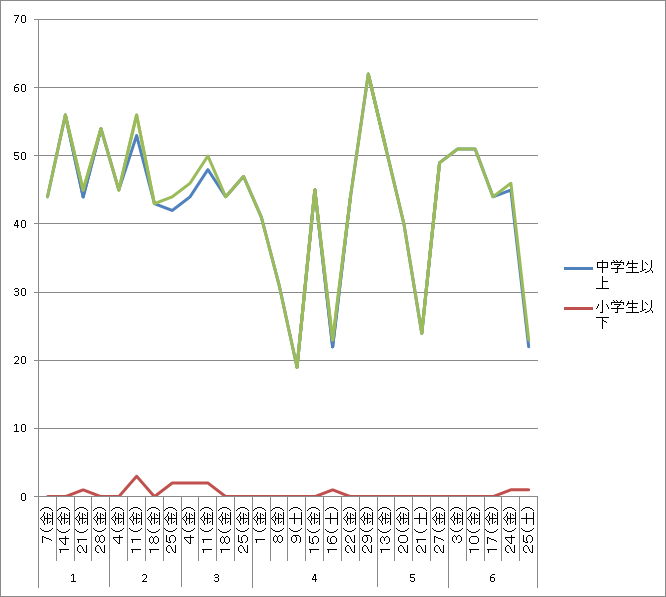 70
60
50
40
30
20
10
0
中学生以
上
小学生以
下
7(金)
14(金)
21(金)
28(金)
4(金)
11(金)
18(金)
25(金)
4(金)
11(金)
18(金)
25(金)
1(金)
8(金)
9(土)
15(金)
16(土)
22(金)
29(金)
13(金)
20(金)
21(土)
27(金)
3(金)
10(金)
17(金)
24(金)
25(土)
1 2 3 4 5 6